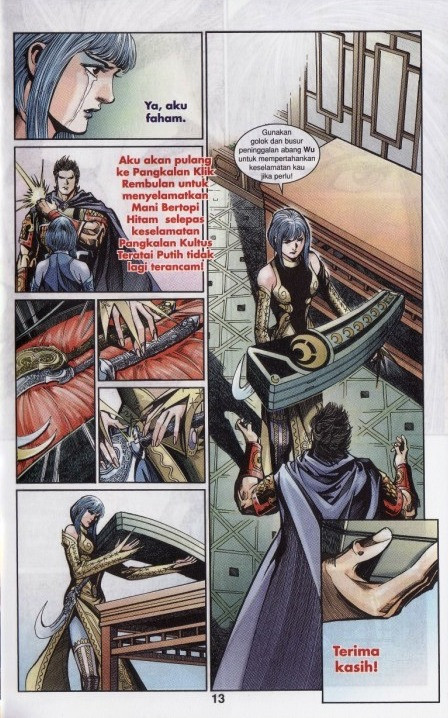 Ya, aku
faham.
Aku akan pulang
ke Pangkalan Klik
Rembulan untuk
menyelamatkan
Mani Bertopi
Hitam selepas
keselamatan
Pangkalan Kultus
Teratai Putih tidak
lagi terancam!
Gunakan
golok dan busur
peninggalan abang Wu
untuk mempertahankan
keselamatan kau
jika perlu!
Terima
kasih!
13